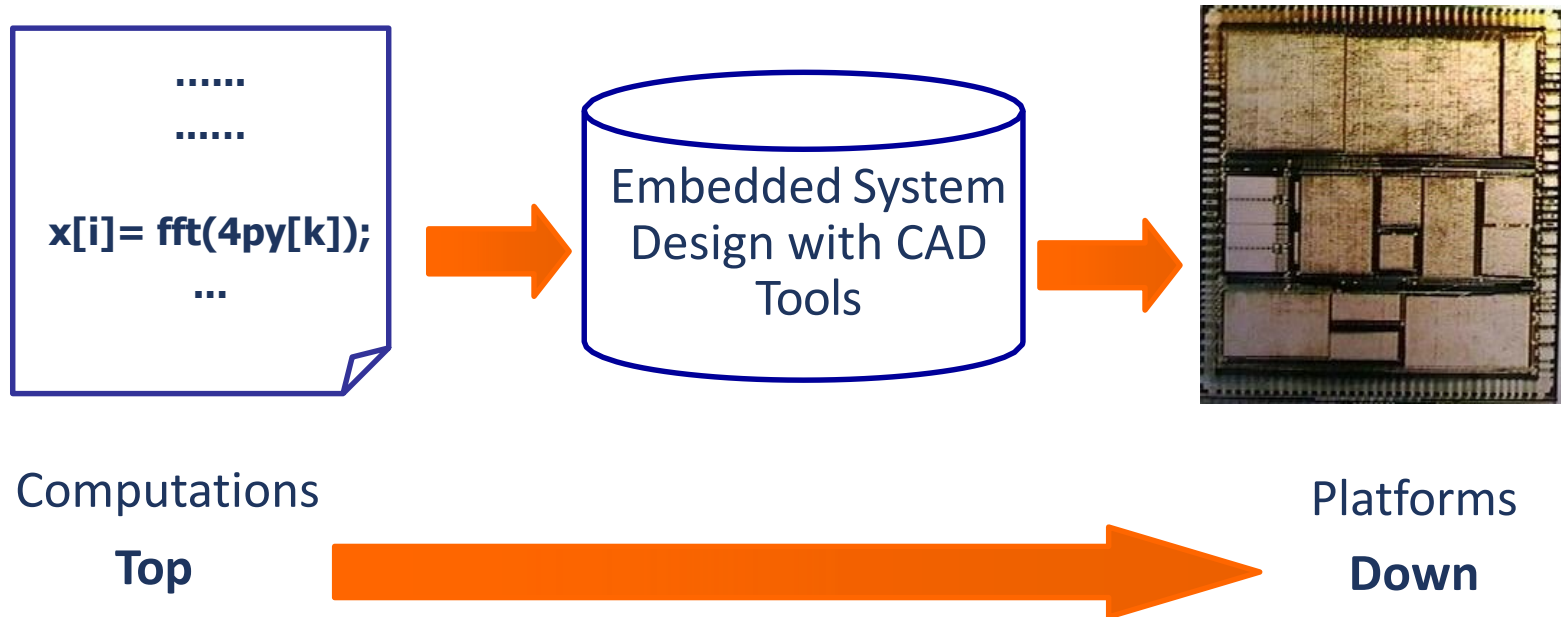 ......
......
x[i]= fft(4py[k]);
...
Embedded System
Design with CAD
Tools
Computations
Top
Platforms
Down